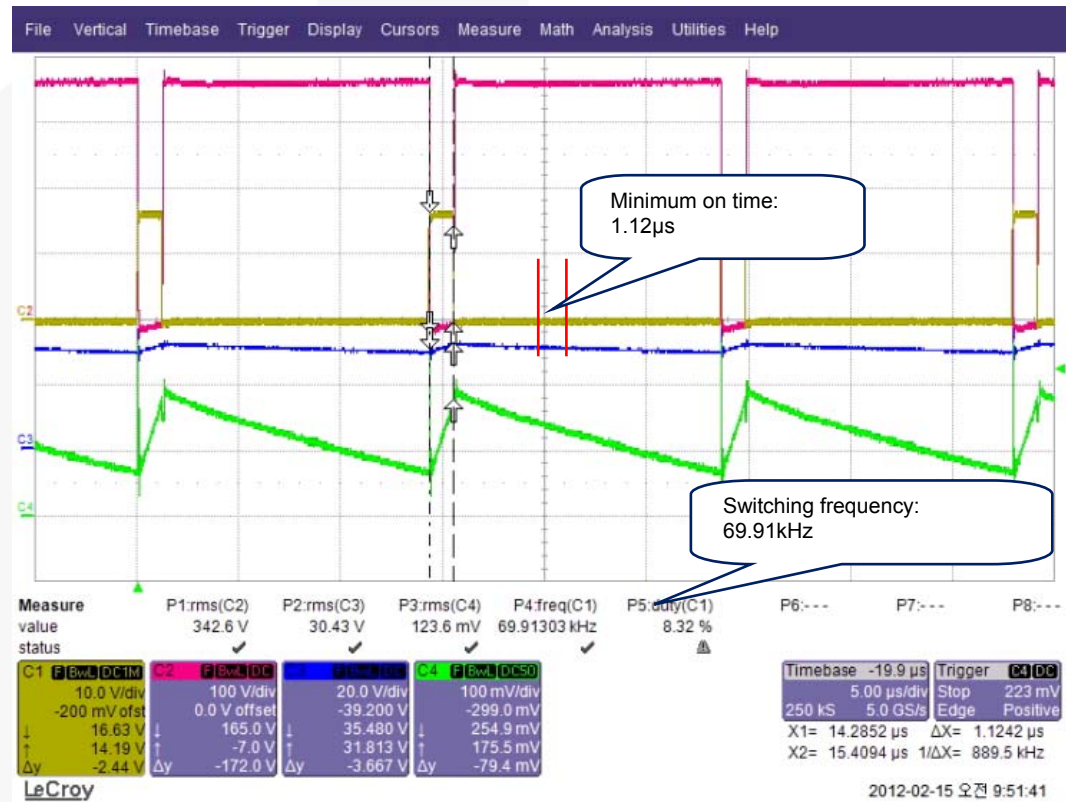 File Vertical Timebase Trigger Display Cursors Measure Math Analysis Utilities Help
Minimum on time:
1.12µs
C2
C3
C4
Switching frequency:
69.91kHz
Measure P1:rms(C2) P2:rms(C3) P3:rms(C4) P4:freq(C1) P5:duty(C1) P6:- - - P7:- - - P8:- - -
value 342.6 V 30.43 V 123.6 mV 69.91303 kHz 8.32 %
status
C1 F BwL DC1M
10.0 V/div
-200 mV ofst
↓ 16.63 V
↑ 14.19 V
Δy -2.44 V
C2 F BwL DC
100 V/div
0.0 V offset
↓ 165.0 V
↑ -7.0 V
Δy -172.0 V
20.0 V/div
-39.200 V
↓ 35.480 V
↑ 31.813 V
Δy -3.667 V
C4 F BwL DC50
100 mV/div
-299.0 mV
↓ 254.9 mV
↑ 175.5 mV
Δy -79.4 mV
Timebase -19.9 µs
5.00 µs/div
250 kS 5.0 GS/s
Trigger C4 DC
Stop 223 mV
Edge Positive
X1= 14.2852 µs ΔX= 1.1242 µs
X2= 15.4094 µs 1/ΔX= 889.5 kHz
LeCroy
2012-02-15 오전 9:51:41